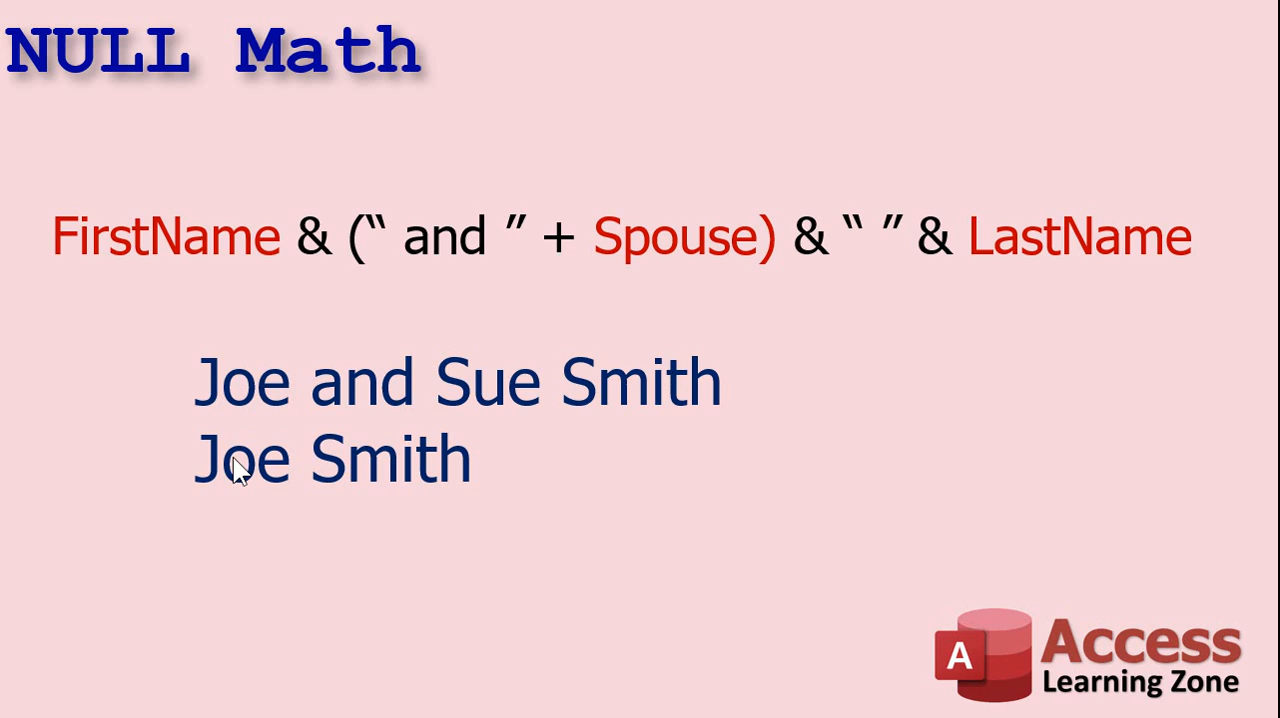 NULL Math
FirstName & (“ and ” + Spouse) & “ ” & LastName
Joe and Sue Smith
Joe Smith
A
Access
Learning Zone